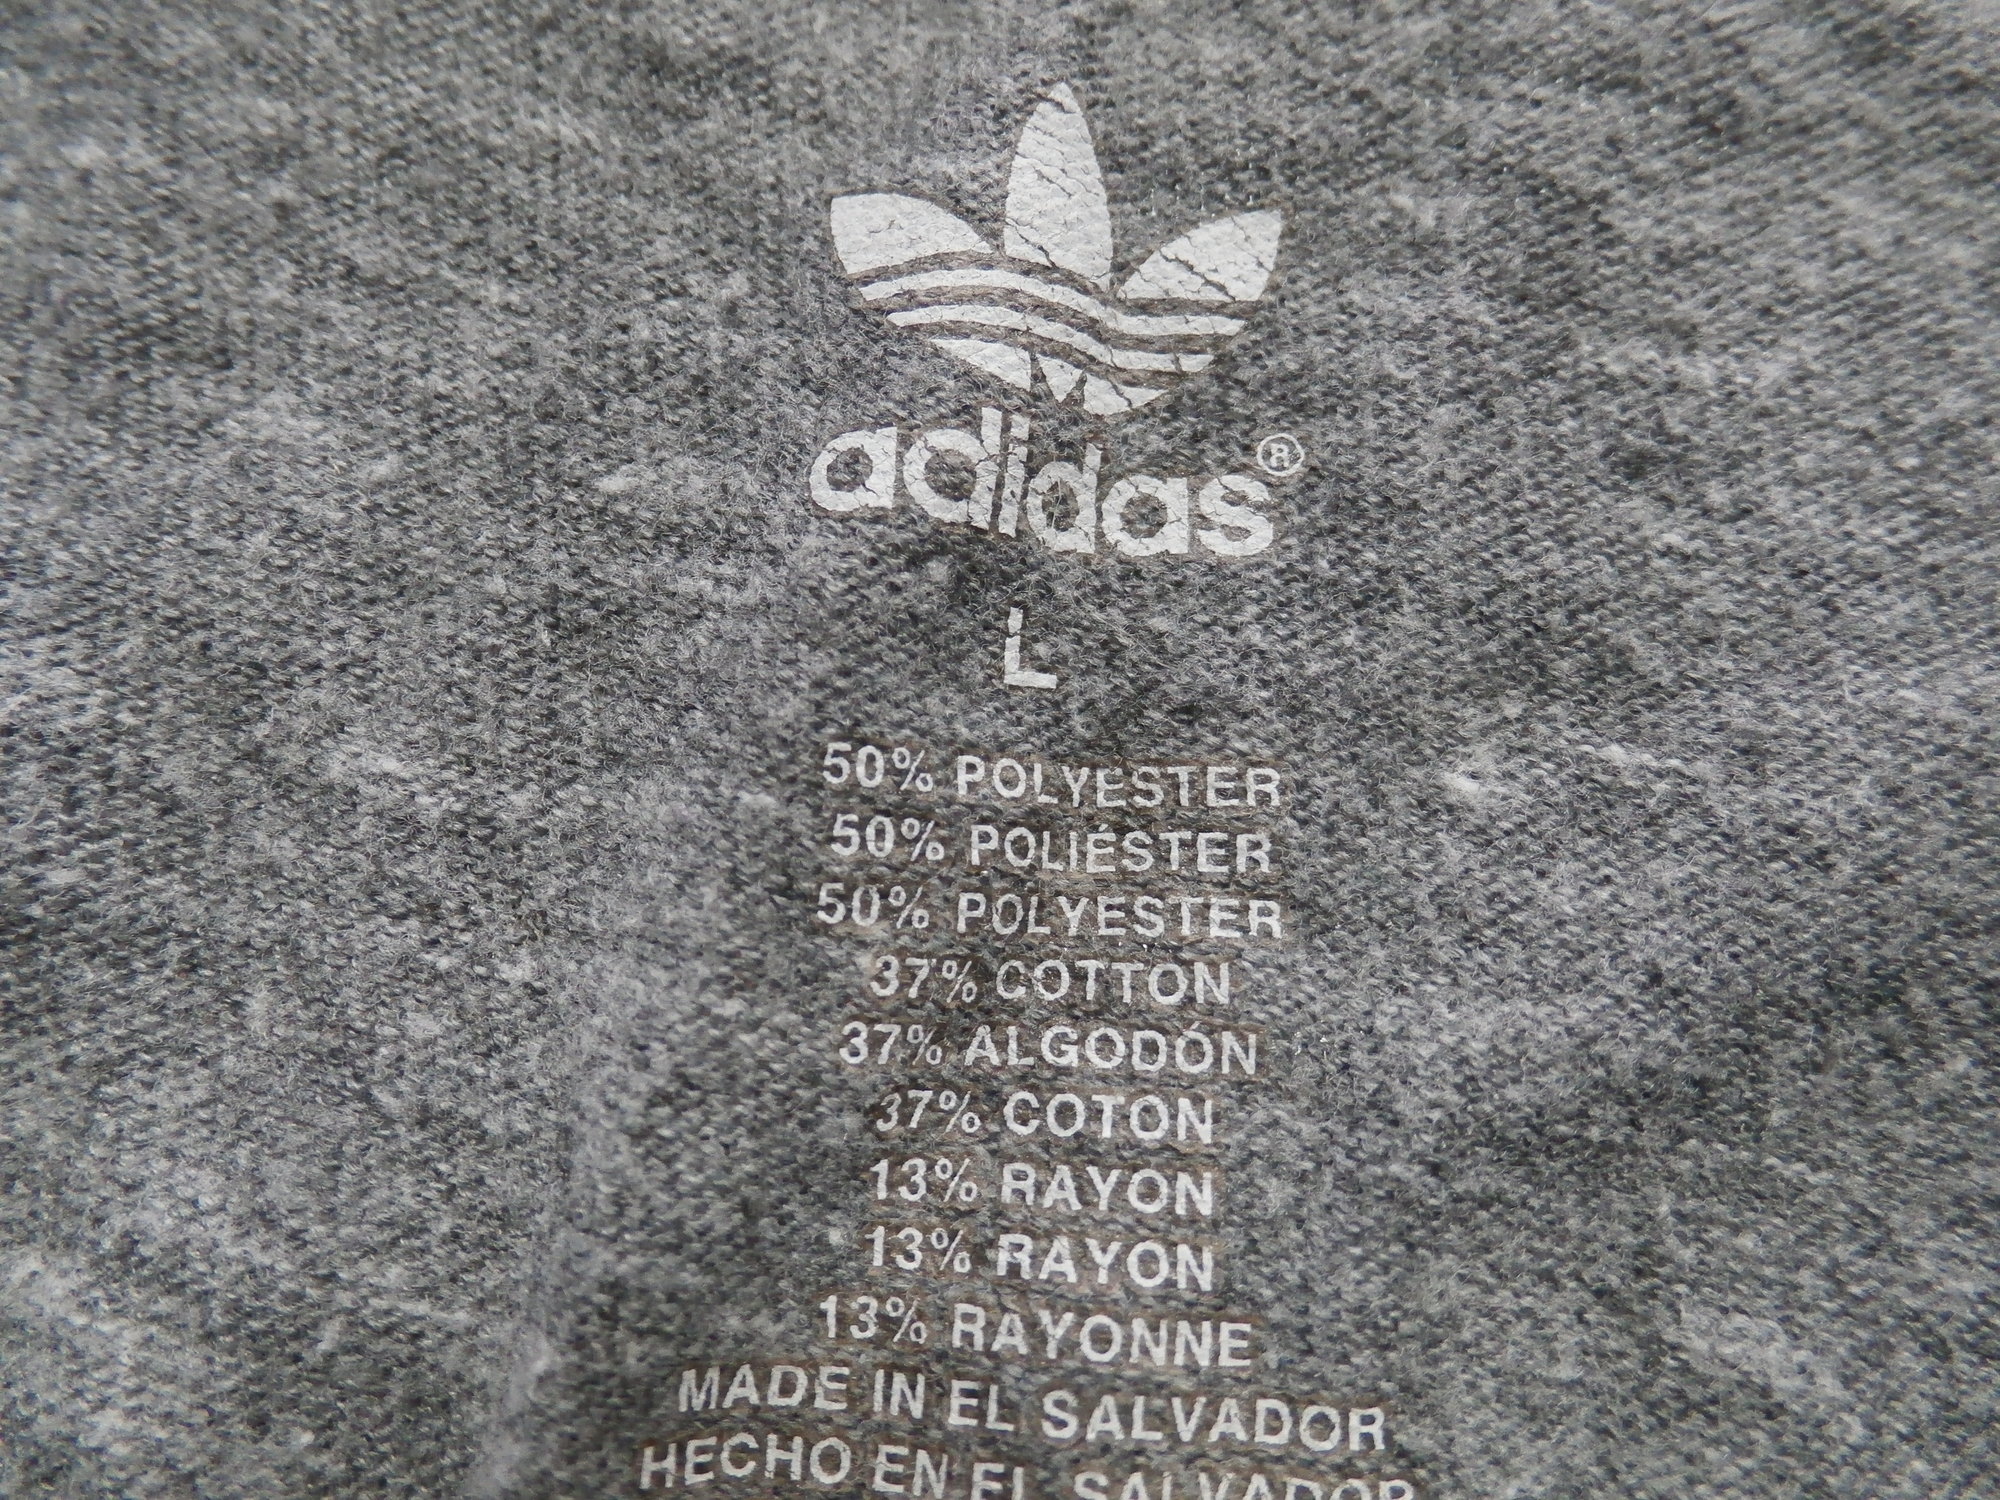 adidas®
L
50% POLYESTER
50% POLIÉSTER
50% POLYESTER
37% COTTON
37% ALGODÓN
37% COTON
13% RAYON
13% RAYON
13% RAYONNE
MADE IN EL SALVADOR
HECHO EN EL SALVADOR